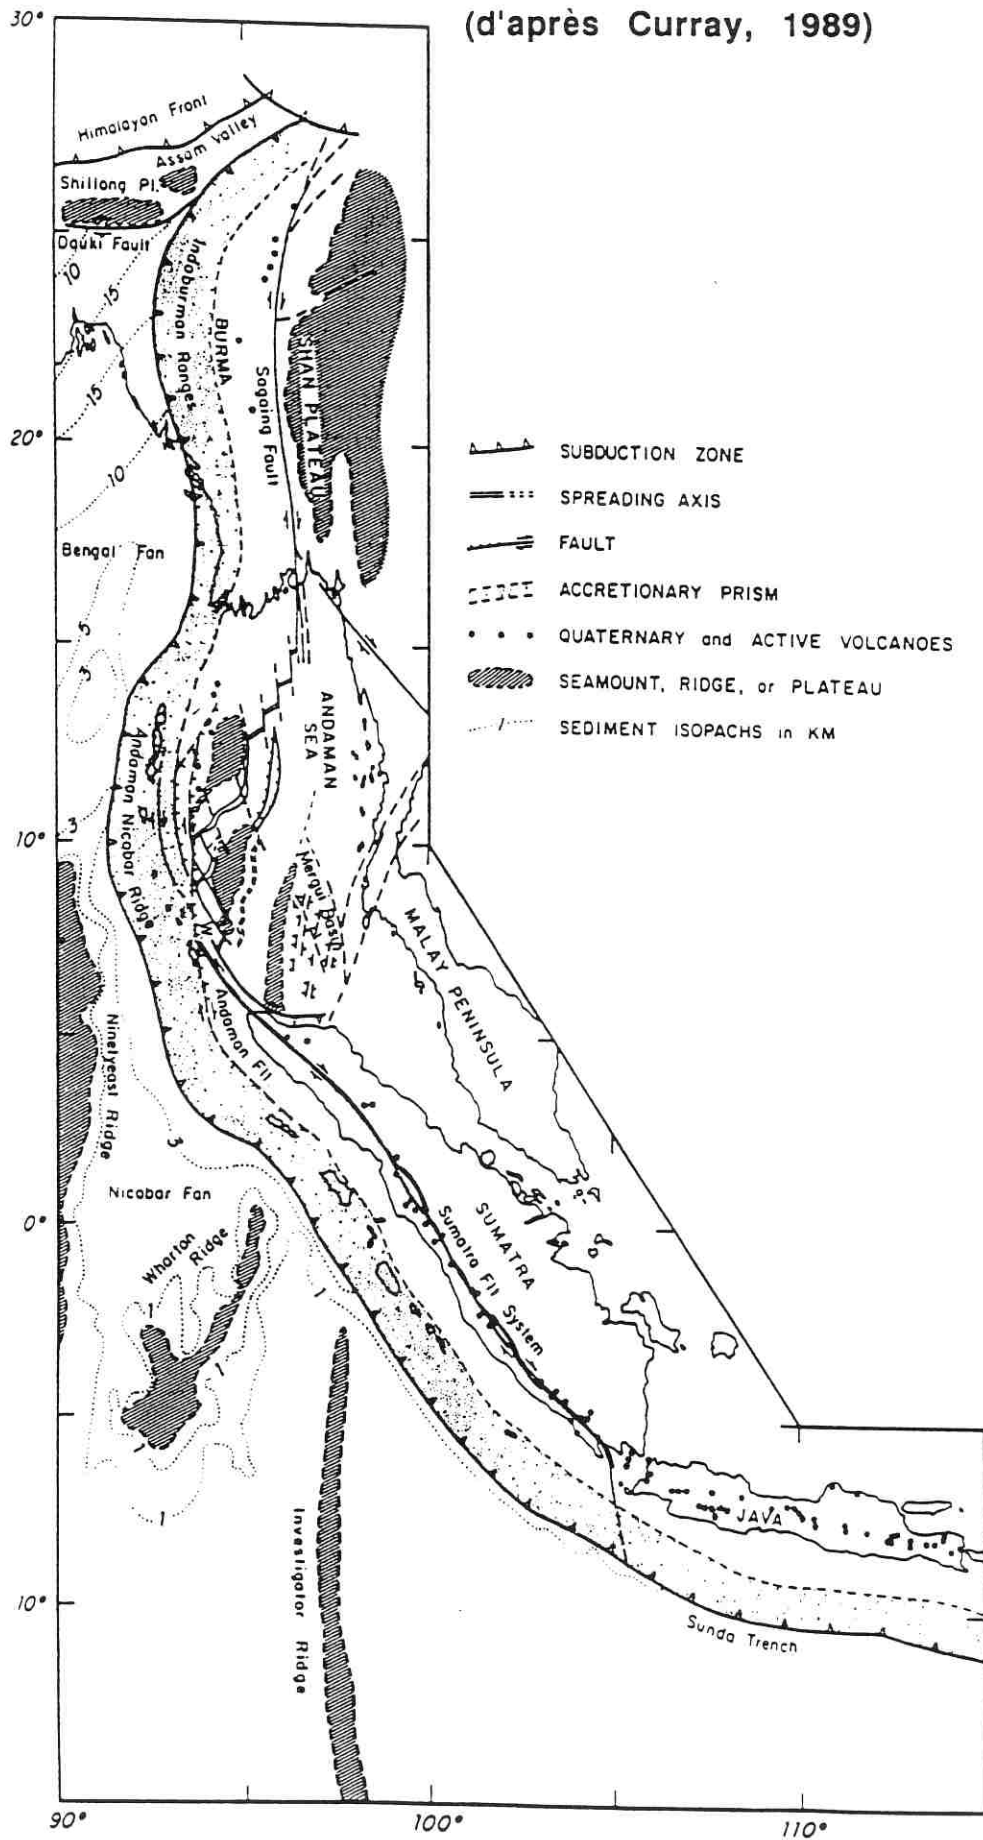 (d'après Curray, 1989)
30°
Himalayan Front
Assam Valley
Shillong Pl.
Dauki Fault
10
15
Indoburman Ranges
BURMA
Sagaing Fault
SHAN PLATEAU
15
20°
10
Bengal Fan
5
3
SUBDUCTION ZONE
SPREADING AXIS
FAULT
ACCRETIONARY PRISM
QUATERNARY and ACTIVE VOLCANOES
SEAMOUNT, RIDGE, or PLATEAU
1
SEDIMENT ISOPACHS in KM
ANDAMAN
SEA
Andaman Nicobar Ridge
3
10°
Mergui Basin
W
MALAY PENINSULA
Andaman Flt
Ninetyeast Ridge
3
Nicobar Fan
0°
Wharton
Ridge
1
1
1
SUMATRA
Sumatra Flt System
1
Investigator
Ridge
JAVA
Sunda Trench
10°
90°
100°
110°